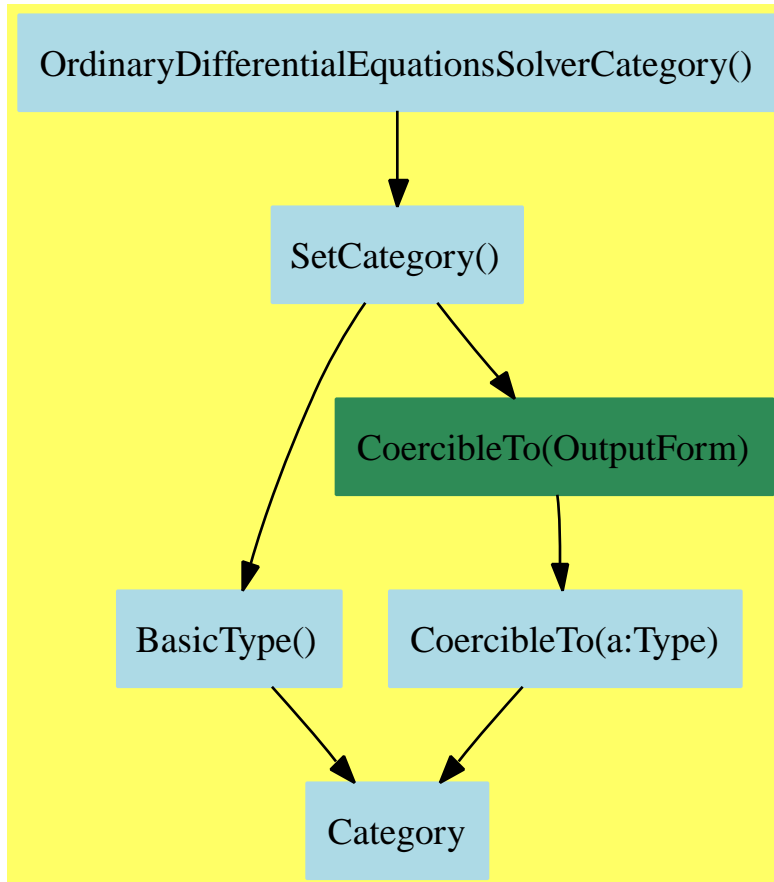 OrdinaryDifferentialEquationsSolverCategory()
SetCategory()
CoercibleTo(OutputForm)
BasicType()
CoercibleTo(a:Type)
Category